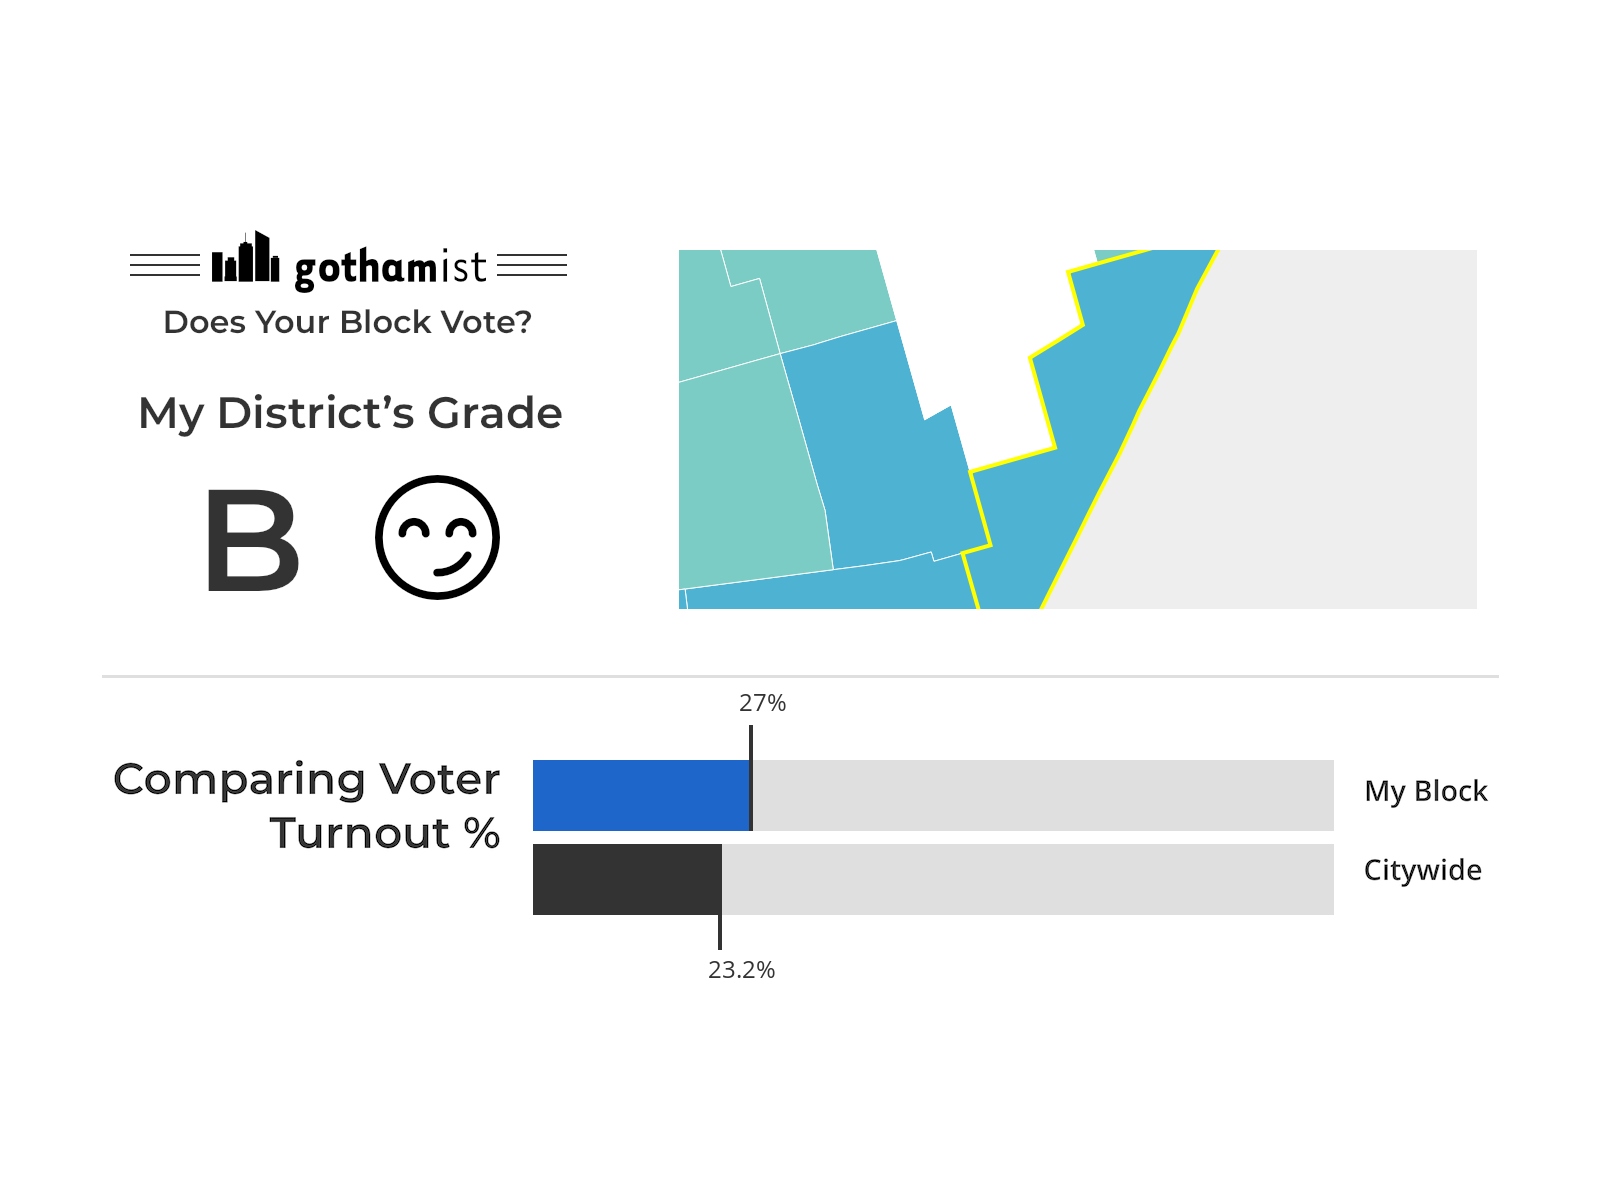 gothamist
Does Your Block Vote?
My District’s Grade
B
27%
Comparing Voter
Turnout %
My Block
Citywide
23.2%